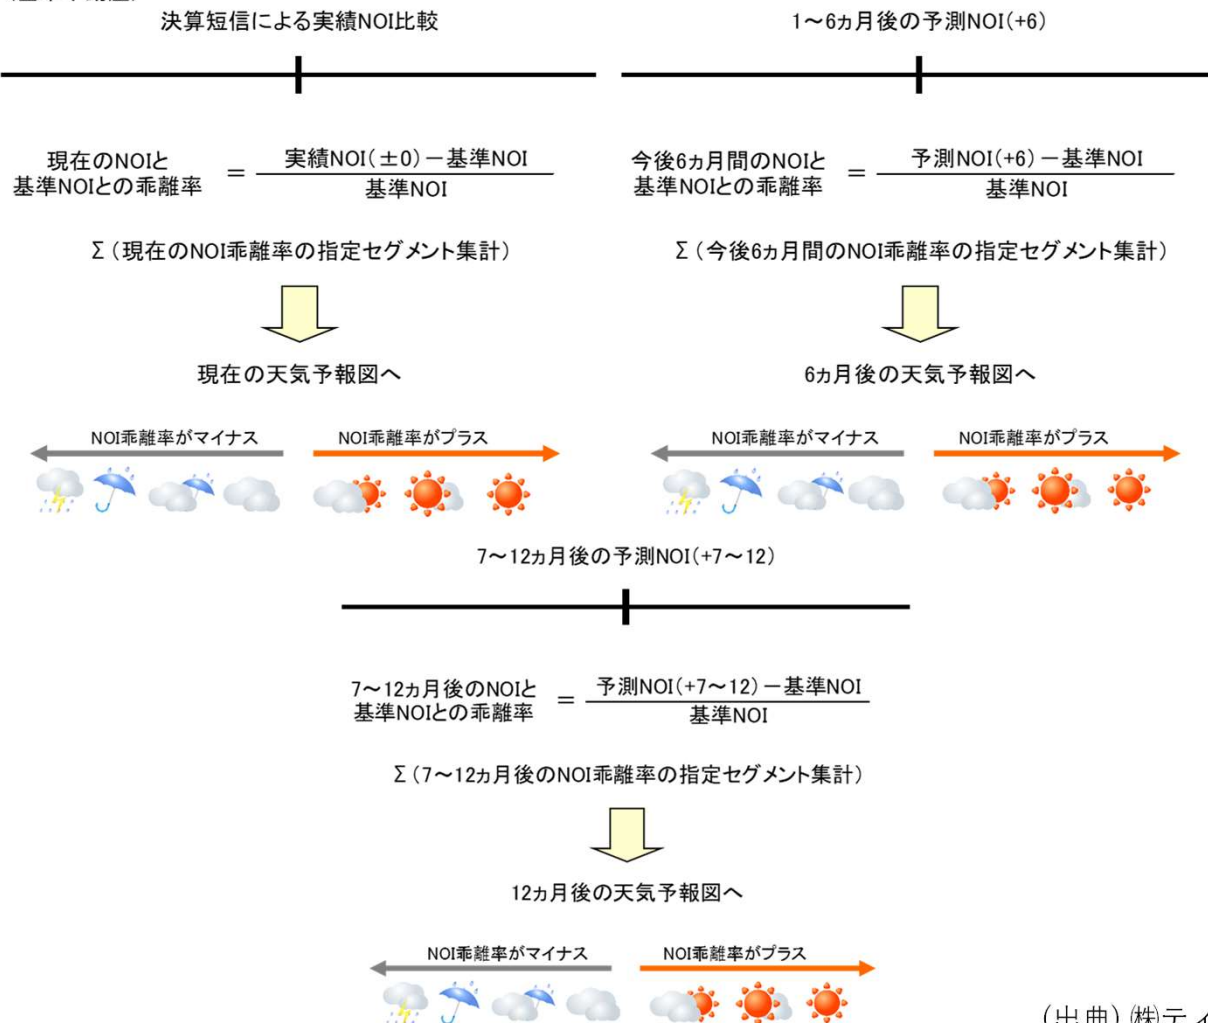 決算短信による実績NOI比較
現在のNOIと
基準NOIとの乖離率
=
実績NOI(±0)－基準NOI
基準NOI
Σ(現在のNOI乖離率の指定セグメント集計)
現在の天気予報図へ
NOI乖離率がマイナス
NOI乖離率がプラス
1～6ヵ月後の予測NOI(+6)
今後6ヵ月間のNOIと
基準NOIとの乖離率
=
予測NOI(+6)－基準NOI
基準NOI
Σ(今後6ヵ月間のNOI乖離率の指定セグメント集計)
6ヵ月後の天気予報図へ
NOI乖離率がマイナス
NOI乖離率がプラス
7～12ヵ月後の予測NOI(+7～12)
7～12ヵ月後のNOIと
基準NOIとの乖離率
=
予測NOI(+7～12)－基準NOI
基準NOI
Σ(7～12ヵ月後のNOI乖離率の指定セグメント集計)
12ヵ月後の天気予報図へ
NOI乖離率がマイナス
NOI乖離率がプラス
(出典)㈱ティ